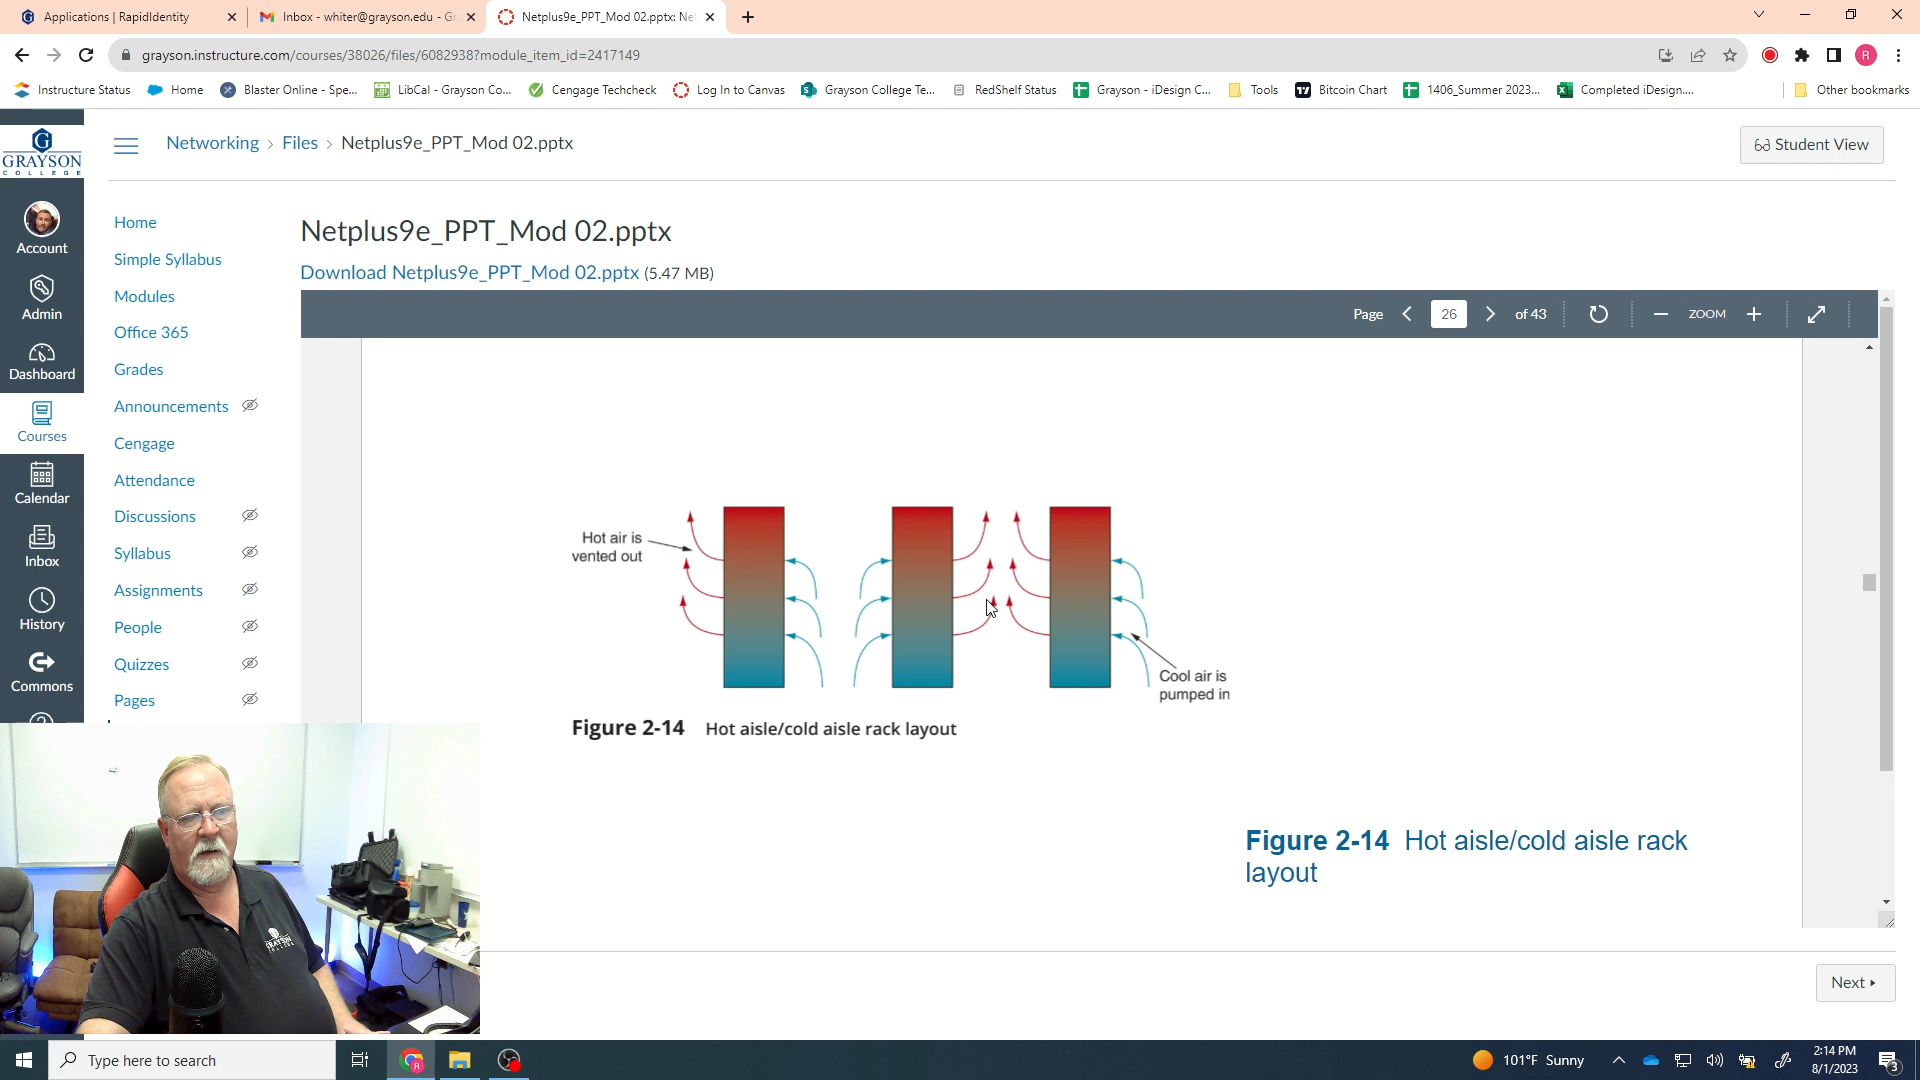 Applications | RapidIdentity
Inbox - whiter@grayson.edu - Gr
Netplus9e_PPT_Mod 02.pptx: Net
grayson.instructure.com/courses/38026/files/6082938?module_item_id=2417149
R
Instructure Status
Home
Blaster Online - Spe...
LibCal - Grayson Co...
Cengage Techcheck
Log In to Canvas
Grayson College Te...
RedShelf Status
Grayson - iDesign C...
Tools
Bitcoin Chart
1406_Summer 2023...
Completed iDesign....
Other bookmarks
GRAYSON
COLLEGE
Networking > Files > Netplus9e_PPT_Mod 02.pptx
Student View
Account
Admin
Dashboard
Courses
Calendar
Inbox
History
Commons
Home
Simple Syllabus
Modules
Office 365
Grades
Announcements
Cengage
Attendance
Discussions
Syllabus
Assignments
People
Quizzes
Pages
Netplus9e_PPT_Mod 02.pptx
Download Netplus9e_PPT_Mod 02.pptx (5.47 MB)
Page 26 of 43 ZOOM
Hot air is
vented out
Cool air is
pumped in
Figure 2-14 Hot aisle/cold aisle rack layout
Figure 2-14 Hot aisle/cold aisle rack
layout
GRAYSON
Next
Type here to search
101°F Sunny
2:14 PM
8/1/2023
3